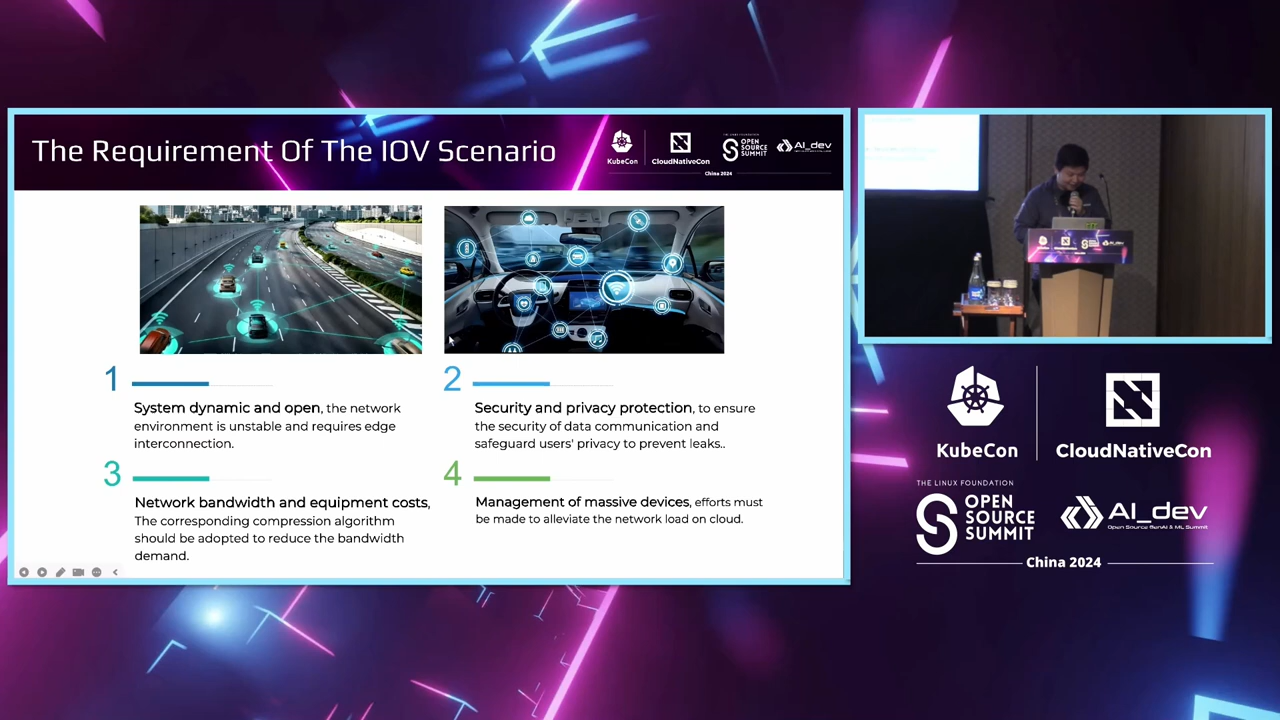 The Requirement Of The IOV Scenario
KubeCon
CloudNativeCon
THE LINUX FOUNDATION
OPEN
SOURCE
SUMMIT
AI_dev
China 2024
1
System dynamic and open, the network
environment is unstable and requires edge
interconnection.
2
Security and privacy protection, to ensure
the security of data communication and
safeguard users' privacy to prevent leaks..
3
Network bandwidth and equipment costs,
The corresponding compression algorithm
should be adopted to reduce the bandwidth
demand.
4
Management of massive devices, efforts must
be made to alleviate the network load on cloud.
KubeCon
CloudNativeCon
THE LINUX FOUNDATION
OPEN
SOURCE
SUMMIT
AI_dev
Open Source GenAI & ML Summit
China 2024